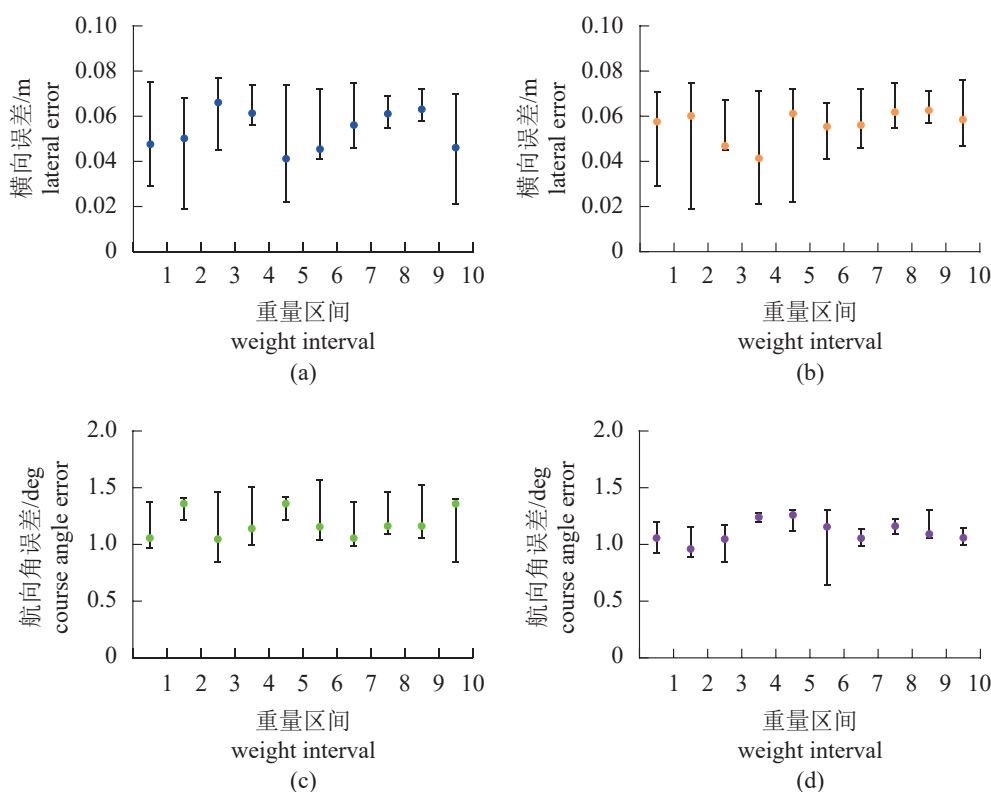 0.10
0.08
0.06
0.04
0.02
0
横向误差/m
lateral error
1 2 3 4 5 6 7 8 9 10
重量区间
weight interval
(a)
0.10
0.08
0.06
0.04
0.02
0
横向误差/m
lateral error
1 2 3 4 5 6 7 8 9 10
重量区间
weight interval
(b)
2.0
1.5
1.0
0.5
0
航向角误差/deg
course angle error
1 2 3 4 5 6 7 8 9 10
重量区间
weight interval
(c)
2.0
1.5
1.0
0.5
0
航向角误差/deg
course angle error
1 2 3 4 5 6 7 8 9 10
重量区间
weight interval
(d)